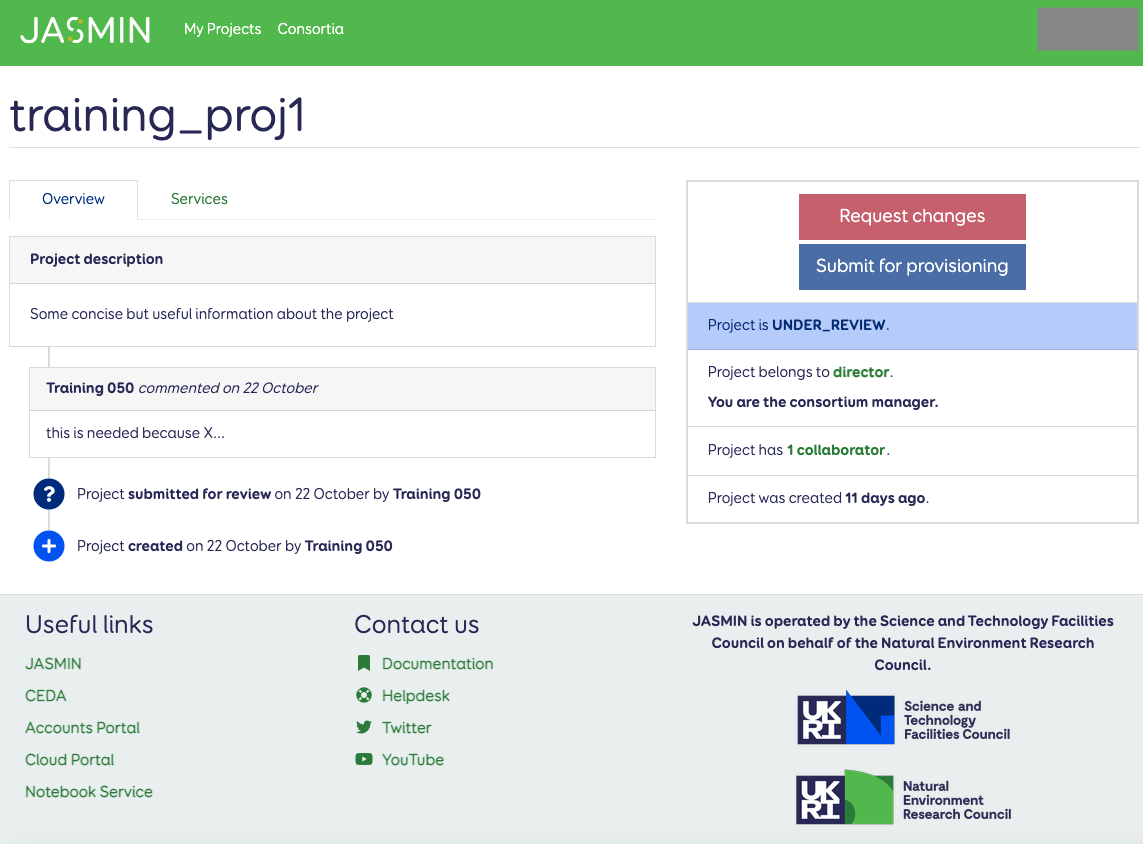 JASMIN My Projects Consortia
training_proj1
Overview Services
Project description
Some concise but useful information about the project
Training 050 commented on 22 October
this is needed because X...
? Project submitted for review on 22 October by Training 050
+ Project created on 22 October by Training 050
Request changes
Submit for provisioning
Project is UNDER_REVIEW.
Project belongs to director.
You are the consortium manager.
Project has 1 collaborator.
Project was created 11 days ago.
Useful links
JASMIN
CEDA
Accounts Portal
Cloud Portal
Notebook Service
Contact us
Documentation
Helpdesk
Twitter
YouTube
JASMIN is operated by the Science and Technology Facilities
Council on behalf of the Natural Environment Research
Council.
UK
RI
Science and
Technology
Facilities Council
UK
RI
Natural
Environment
Research Council